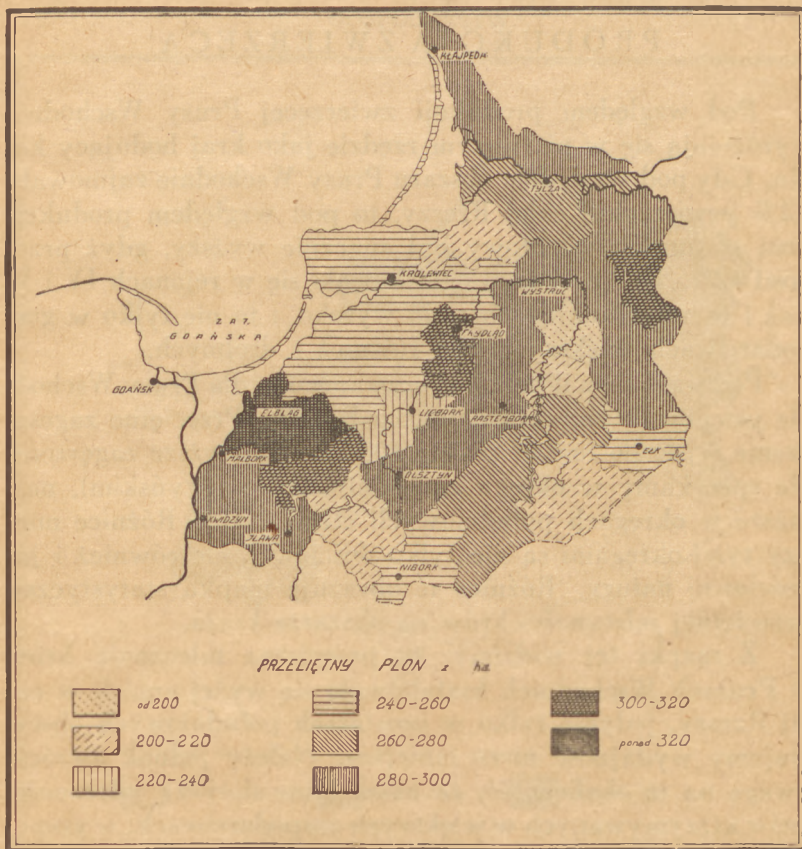 KŁAJPEDA
TYLŻA
KRÓLEWIEC
WYSTRUĆ
ZAT.
GDAŃSKA
FRYDLĄD
GDAŃSK
ELBLĄG
LICBARK
RASTEMBORK
MALBORK
EŁK
OLSZTYN
KWIDZYN
IŁAWA
NIBORK
PRZECIĘTNY PLON z ha
od 200
200-220
220-240
240-260
260-280
280-300
300-320
ponad 320